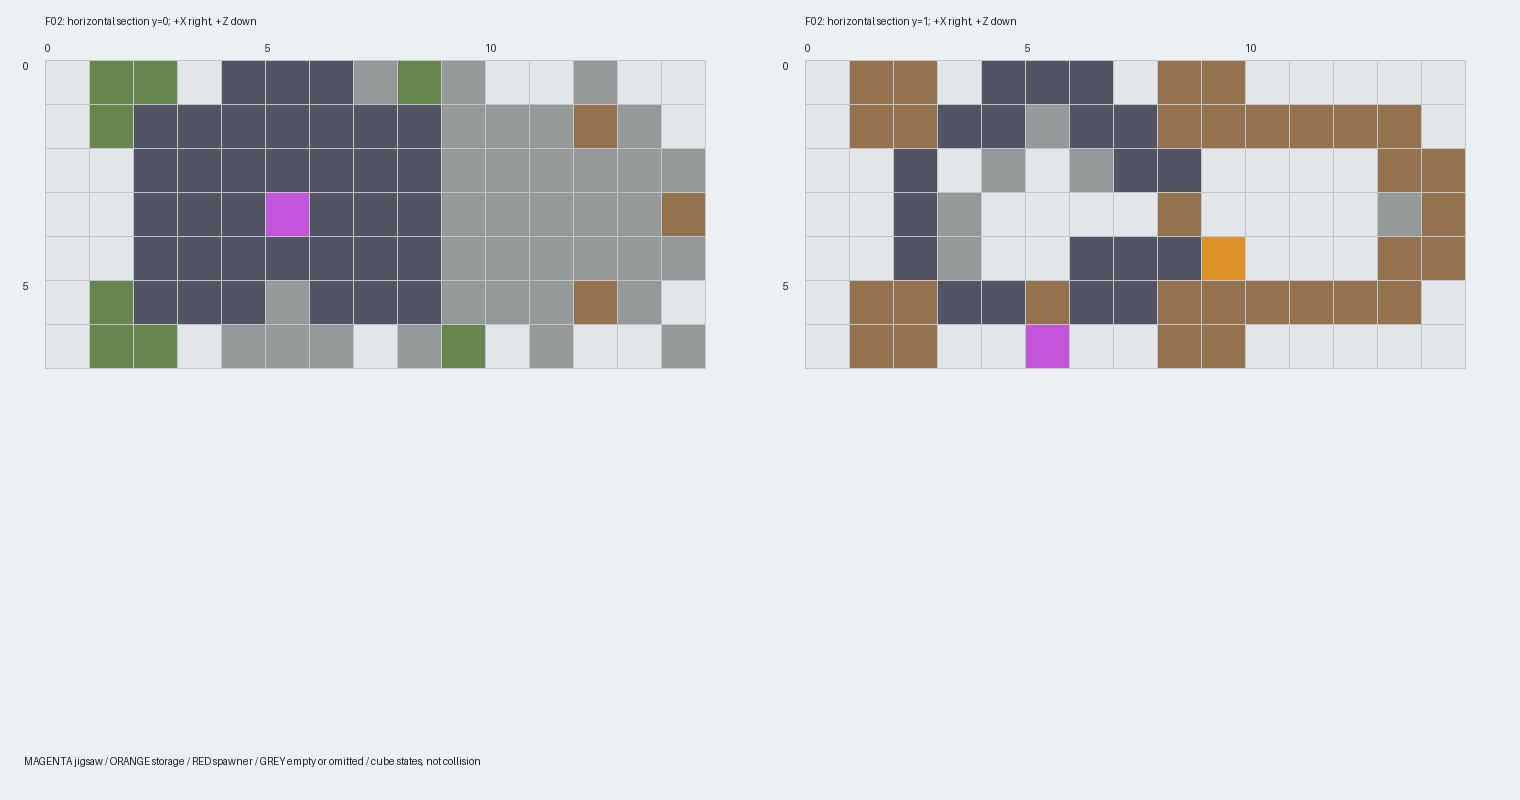 F02: horizontal section y=0; +X right, +Z down
F02: horizontal section y=1; +X right, +Z down
0 5 10
0 5 10
0
0
5
5
MAGENTA jigsaw / ORANGE storage / RED spawner / GREY empty or omitted / cube states, not collision